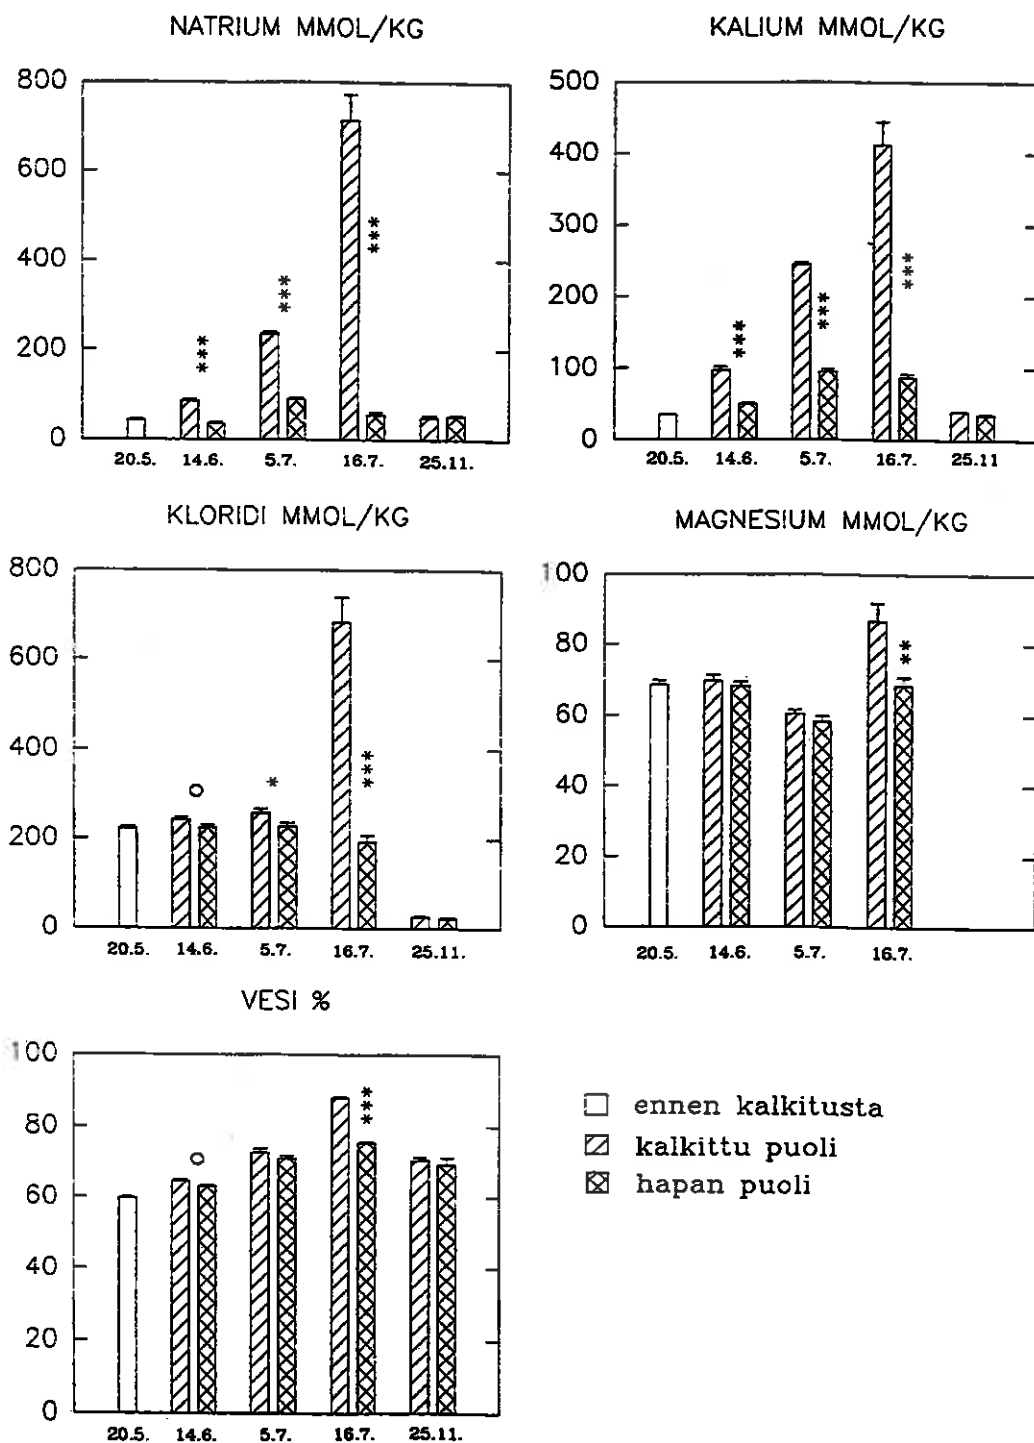 NATRIUM MMOL/KG
800
600
400
200
0
***
***
***
20.5. 14.6. 5.7. 16.7. 25.11.
KALIUM MMOL/KG
500
400
300
200
100
0
***
***
***
20.5. 14.6. 5.7. 16.7. 25.11
KLORIDI MMOL/KG
800
600
400
200
0
O
*
***
20.5. 14.6. 5.7. 16.7. 25.11.
MAGNESIUM MMOL/KG
100
80
60
40
20
0
**
20.5. 14.6. 5.7. 16.7.
VESI %
100
80
60
40
20
0
O
***
20.5. 14.6. 5.7. 16.7. 25.11.
ennen kalkitusta
kalkittu puoli
hapan puoli